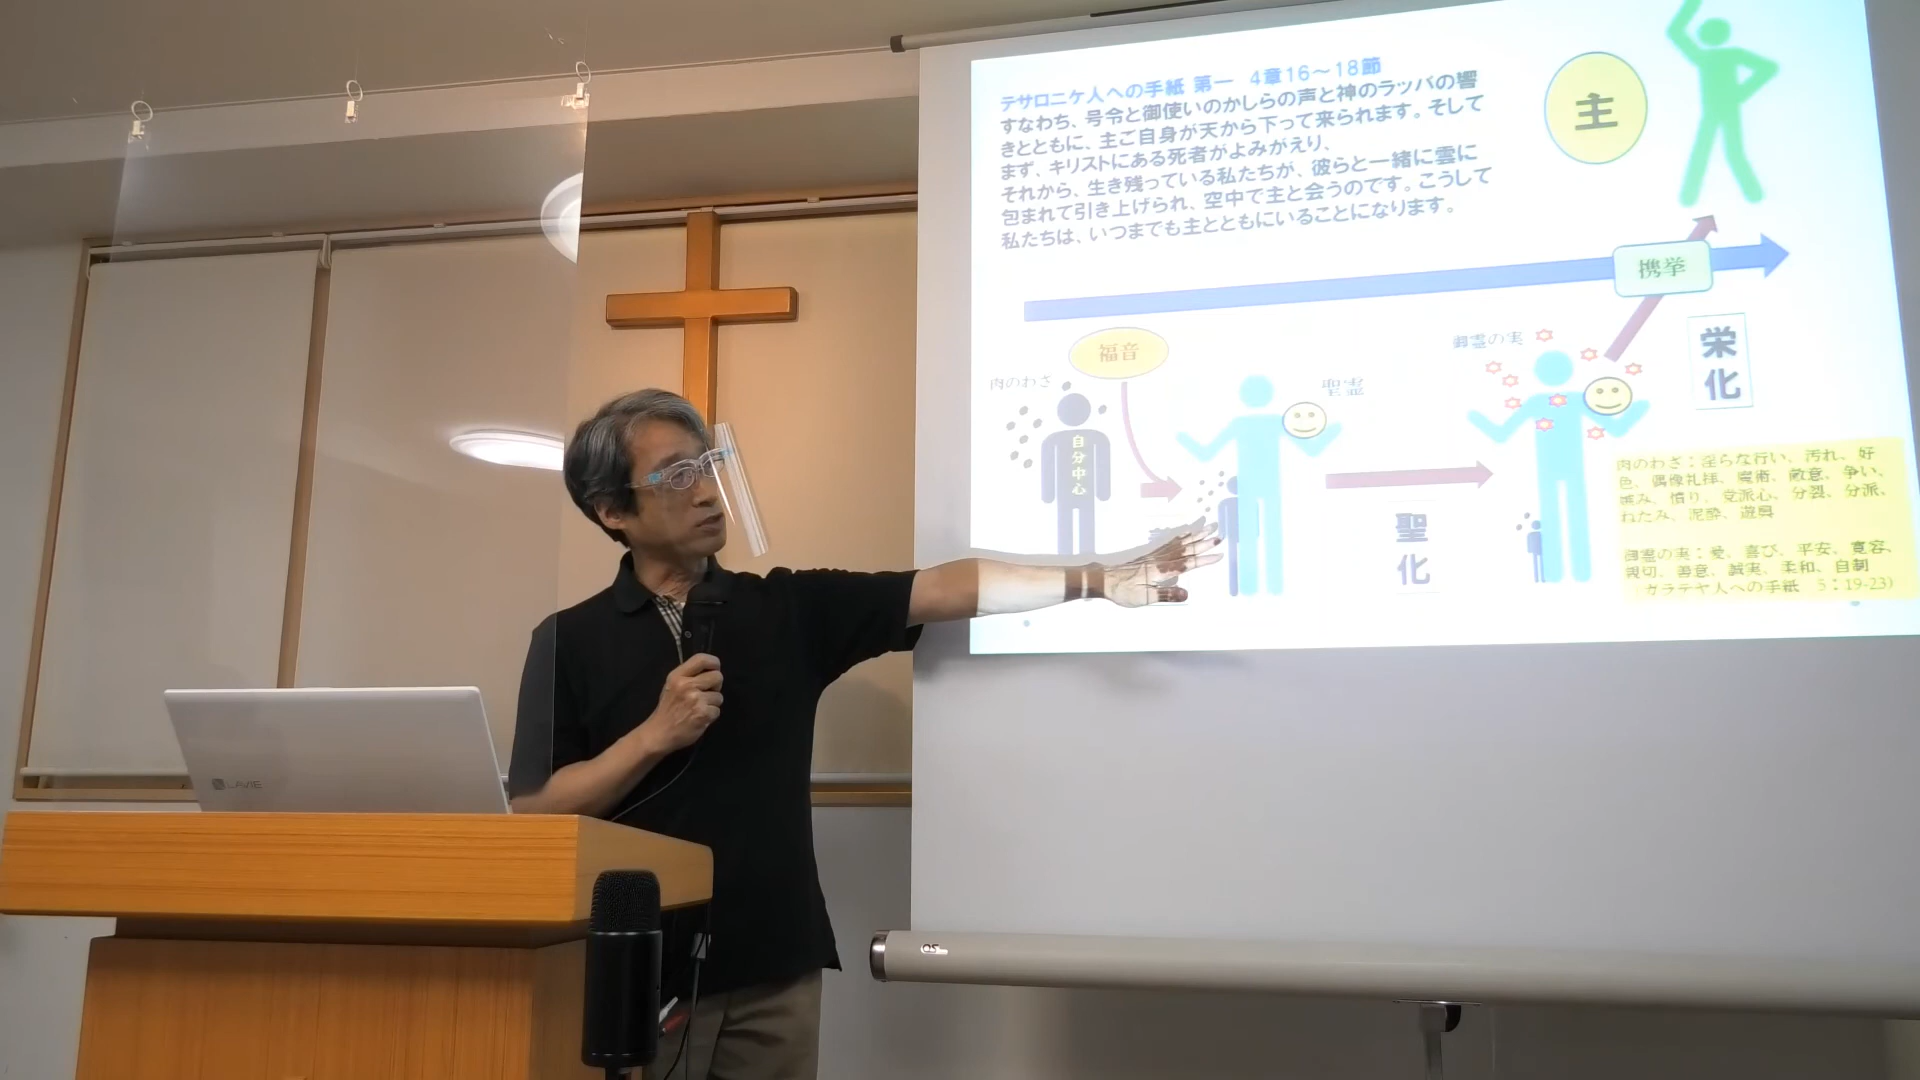 テサロニケ人への手紙 第一 4章16～18節
すなわち、号令と御使いのかしらの声と神のラッパの響
きとともに、主ご自身が天から下って来られます。そして
まず、キリストにある死者がよみがえり、
それから、生き残っている私たちが、彼らと一緒に雲に
包まれて引き上げられ、空中で主と会うのです。こうして
私たちは、いつまでも主とともにいることになります。
主
携挙
福音
肉のわざ
自分中心
聖霊
御霊の実
栄化
聖化
肉のわざ：淫らな行い、汚れ、好
色、偶像礼拝、魔術、敵意、争い、
妬み、憤り、党派心、分裂、分派、
ねたみ、泥酔、遊興
御霊の実：愛、喜び、平安、寛容、
親切、善意、誠実、柔和、自制
ガラテヤ人への手紙 5：19-23)
LAVIE
OS